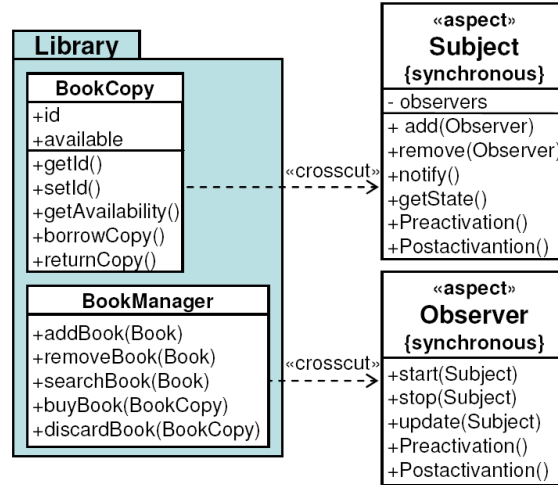 Library
BookCopy
+id
+available
+getId()
+setId()
+getAvailability()
+borrowCopy()
+returnCopy()
BookManager
+addBook(Book)
+removeBook(Book)
+searchBook(Book)
+buyBook(BookCopy)
+discardBook(BookCopy)
«crosscut»
«crosscut»
«aspect»
Subject
{synchronous}
- observers
+ add(Observer)
+remove(Observer)
+notify()
+getState()
+Preactivation()
+Postactivantion()
«aspect»
Observer
{synchronous}
+start(Subject)
+stop(Subject)
+update(Subject)
+Preactivation()
+Postactivantion()